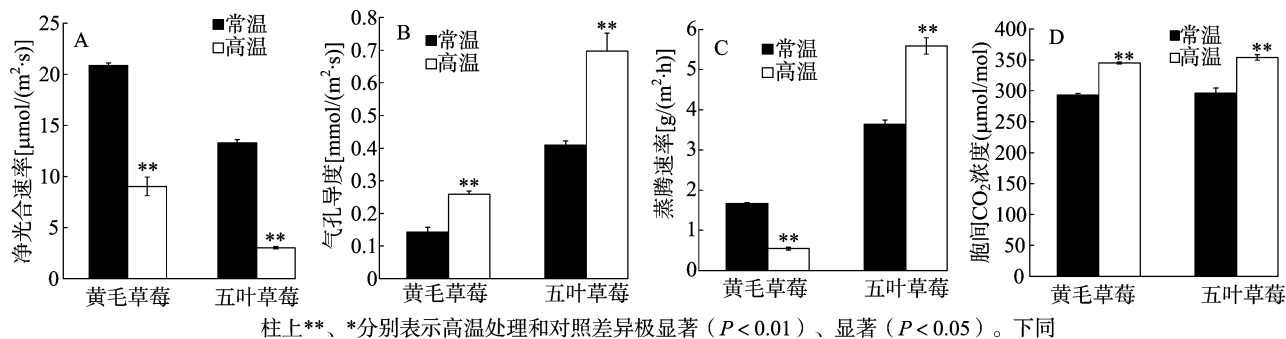 A
常温
高温
净光合速率[μmol/(m²·s)]
25
20
15
10
5
0
**
**
黄毛草莓 五叶草莓
B
常温
高温
气孔导度[mmol/(m²·s)]
0.8
0.7
0.6
0.5
0.4
0.3
0.2
0.1
0
**
**
黄毛草莓 五叶草莓
C
常温
高温
蒸腾速率[g/(m²·h)]
6
5
4
3
2
1
0
**
**
黄毛草莓 五叶草莓
D
常温
高温
胞间CO₂浓度(μmol/mol)
400
350
300
250
200
150
100
50
0
**
**
黄毛草莓 五叶草莓
柱上**、*分别表示高温处理和对照差异极显著（P＜0.01）、显著（P＜0.05）。下同